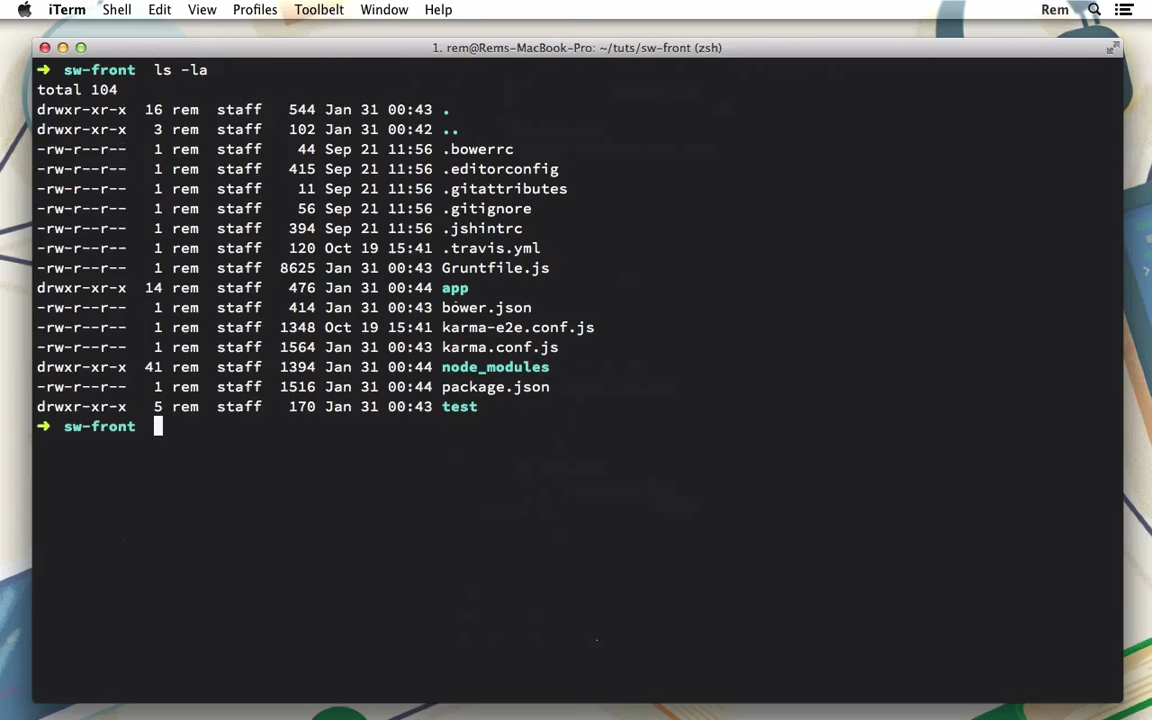 iTerm Shell Edit View Profiles Toolbelt Window Help Rem
1. rem@Rems-MacBook-Pro: ~/tuts/sw-front (zsh)
➜ sw-front ls -la
total 104
drwxr-xr-x 16 rem staff 544 Jan 31 00:43 .
drwxr-xr-x 3 rem staff 102 Jan 31 00:42 ..
-rw-r--r-- 1 rem staff 44 Sep 21 11:56 .bowerrc
-rw-r--r-- 1 rem staff 415 Sep 21 11:56 .editorconfig
-rw-r--r-- 1 rem staff 11 Sep 21 11:56 .gitattributes
-rw-r--r-- 1 rem staff 56 Sep 21 11:56 .gitignore
-rw-r--r-- 1 rem staff 394 Sep 21 11:56 .jshintrc
-rw-r--r-- 1 rem staff 120 Oct 19 15:41 .travis.yml
-rw-r--r-- 1 rem staff 8625 Jan 31 00:43 Gruntfile.js
drwxr-xr-x 14 rem staff 476 Jan 31 00:44 app
-rw-r--r-- 1 rem staff 414 Jan 31 00:43 bower.json
-rw-r--r-- 1 rem staff 1348 Oct 19 15:41 karma-e2e.conf.js
-rw-r--r-- 1 rem staff 1564 Jan 31 00:43 karma.conf.js
drwxr-xr-x 41 rem staff 1394 Jan 31 00:44 node_modules
-rw-r--r-- 1 rem staff 1516 Jan 31 00:43 package.json
drwxr-xr-x 5 rem staff 170 Jan 31 00:43 test
➜ sw-front